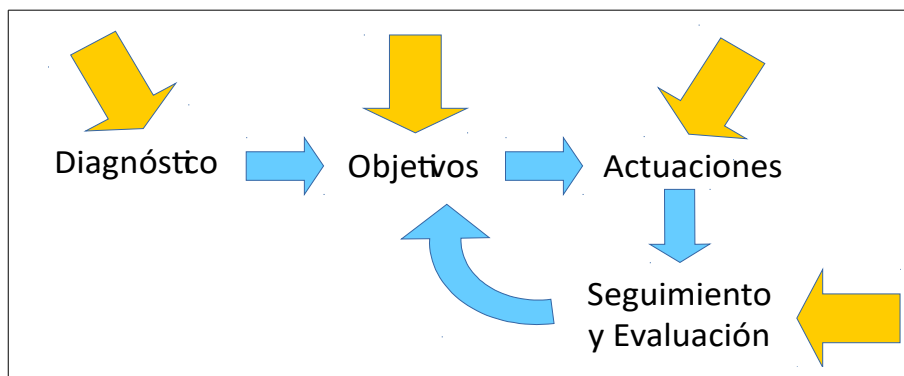 Diagnóstico
Objetivos
Actuaciones
Seguimiento
y Evaluación